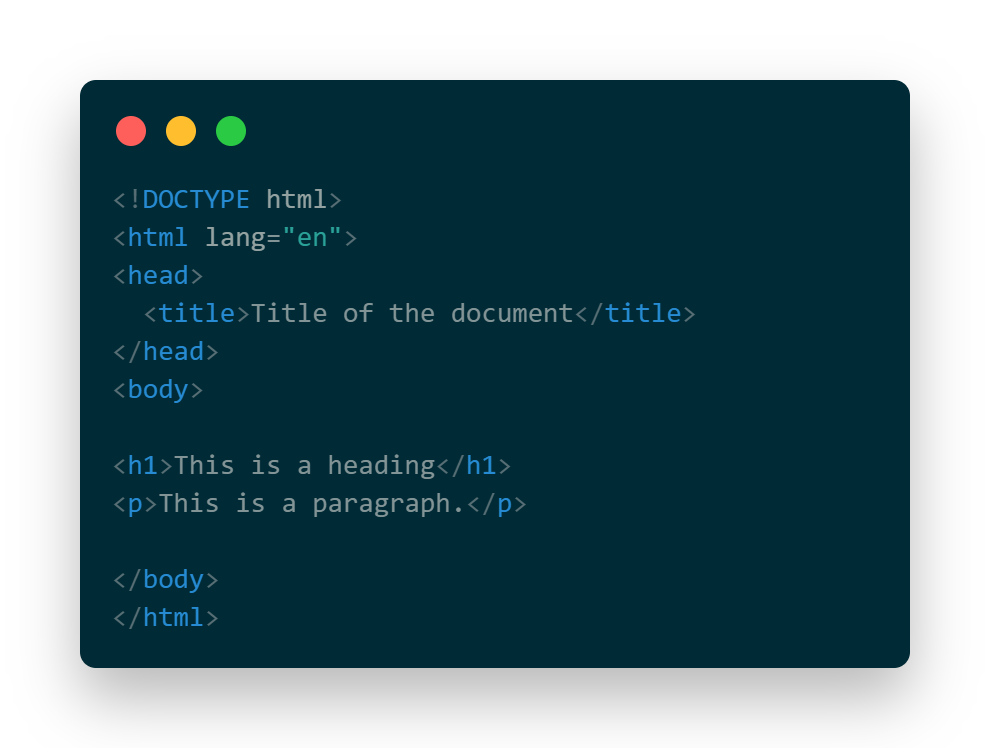 <!DOCTYPE html>
<html lang="en">
<head>
  <title>Title of the document</title>
</head>
<body>

<h1>This is a heading</h1>
<p>This is a paragraph.</p>

</body>
</html>